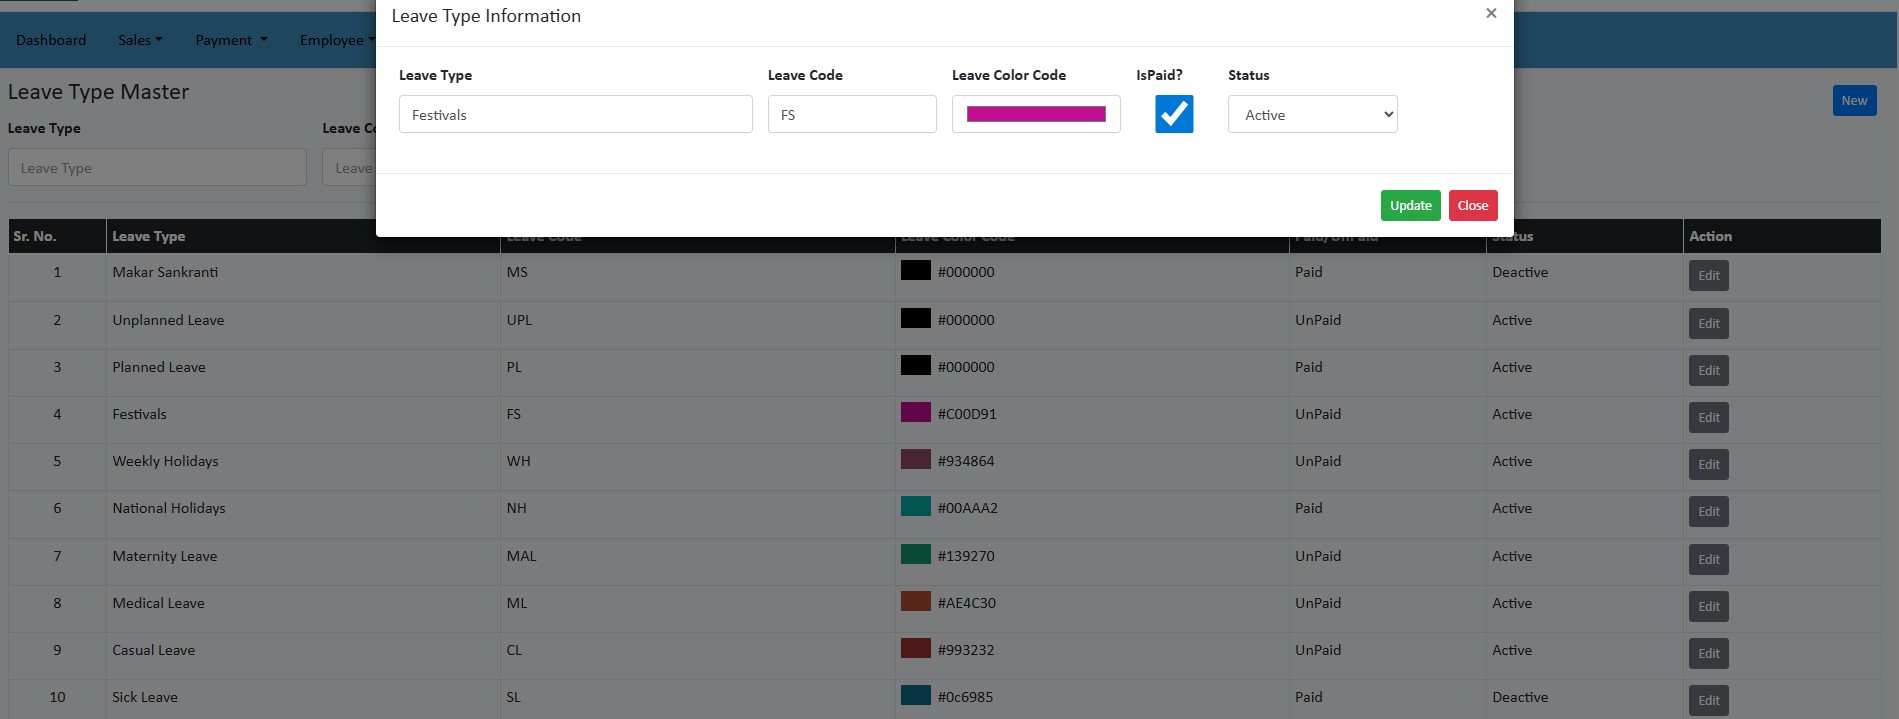 Leave Type Information ×
Dashboard Sales Payment Employee
Leave Type Leave Code Leave Color Code IsPaid? Status
Festivals FS Active
Update Close
Leave Type Master New
Leave Type Leave
Leave Type Leave
Sr. No. Leave Type Leave Code Leave Color Code Paid/UnPaid Status Action
1 Makar Sankranti MS #000000 Paid Deactive Edit
2 Unplanned Leave UPL #000000 UnPaid Active Edit
3 Planned Leave PL #000000 Paid Active Edit
4 Festivals FS #C00D91 UnPaid Active Edit
5 Weekly Holidays WH #934864 UnPaid Active Edit
6 National Holidays NH #00AAA2 Paid Active Edit
7 Maternity Leave MAL #139270 UnPaid Active Edit
8 Medical Leave ML #AE4C30 UnPaid Active Edit
9 Casual Leave CL #993232 UnPaid Active Edit
10 Sick Leave SL #0c6985 Paid Deactive Edit